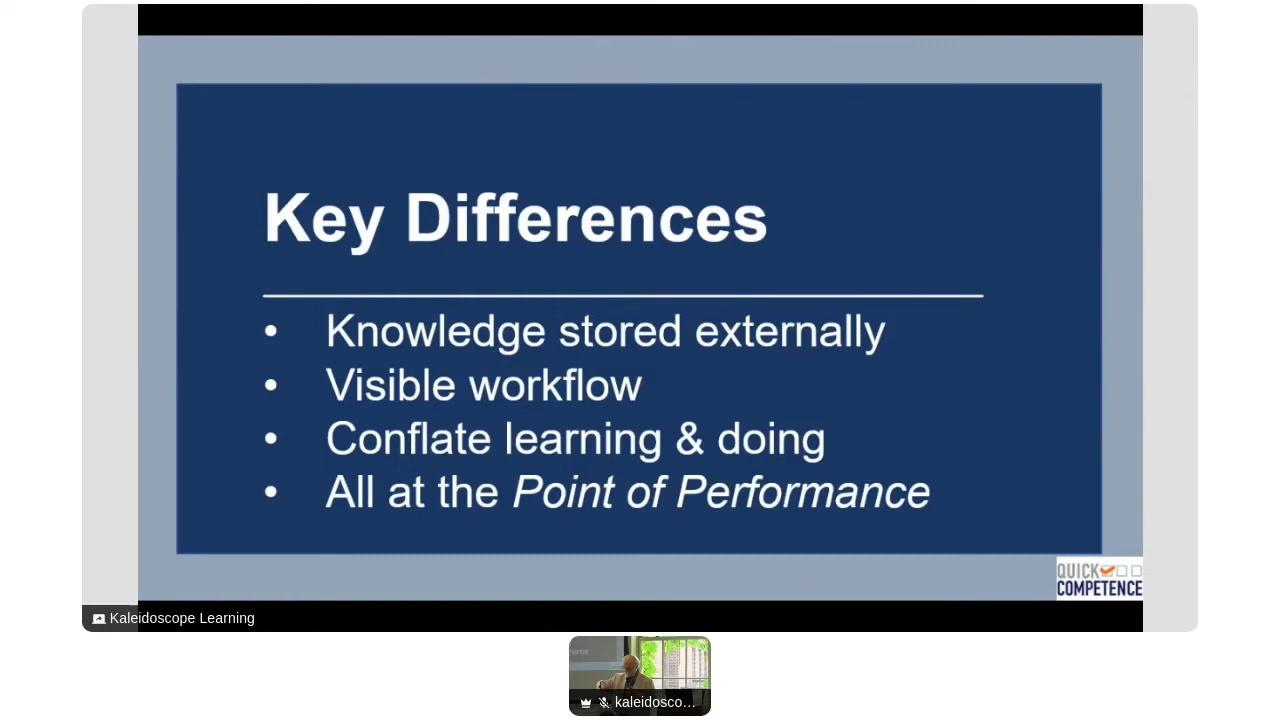 Key Differences
• Knowledge stored externally
• Visible workflow
• Conflate learning & doing
• All at the Point of Performance
QUICK
COMPETENCE
Kaleidoscope Learning
kaleidosco...